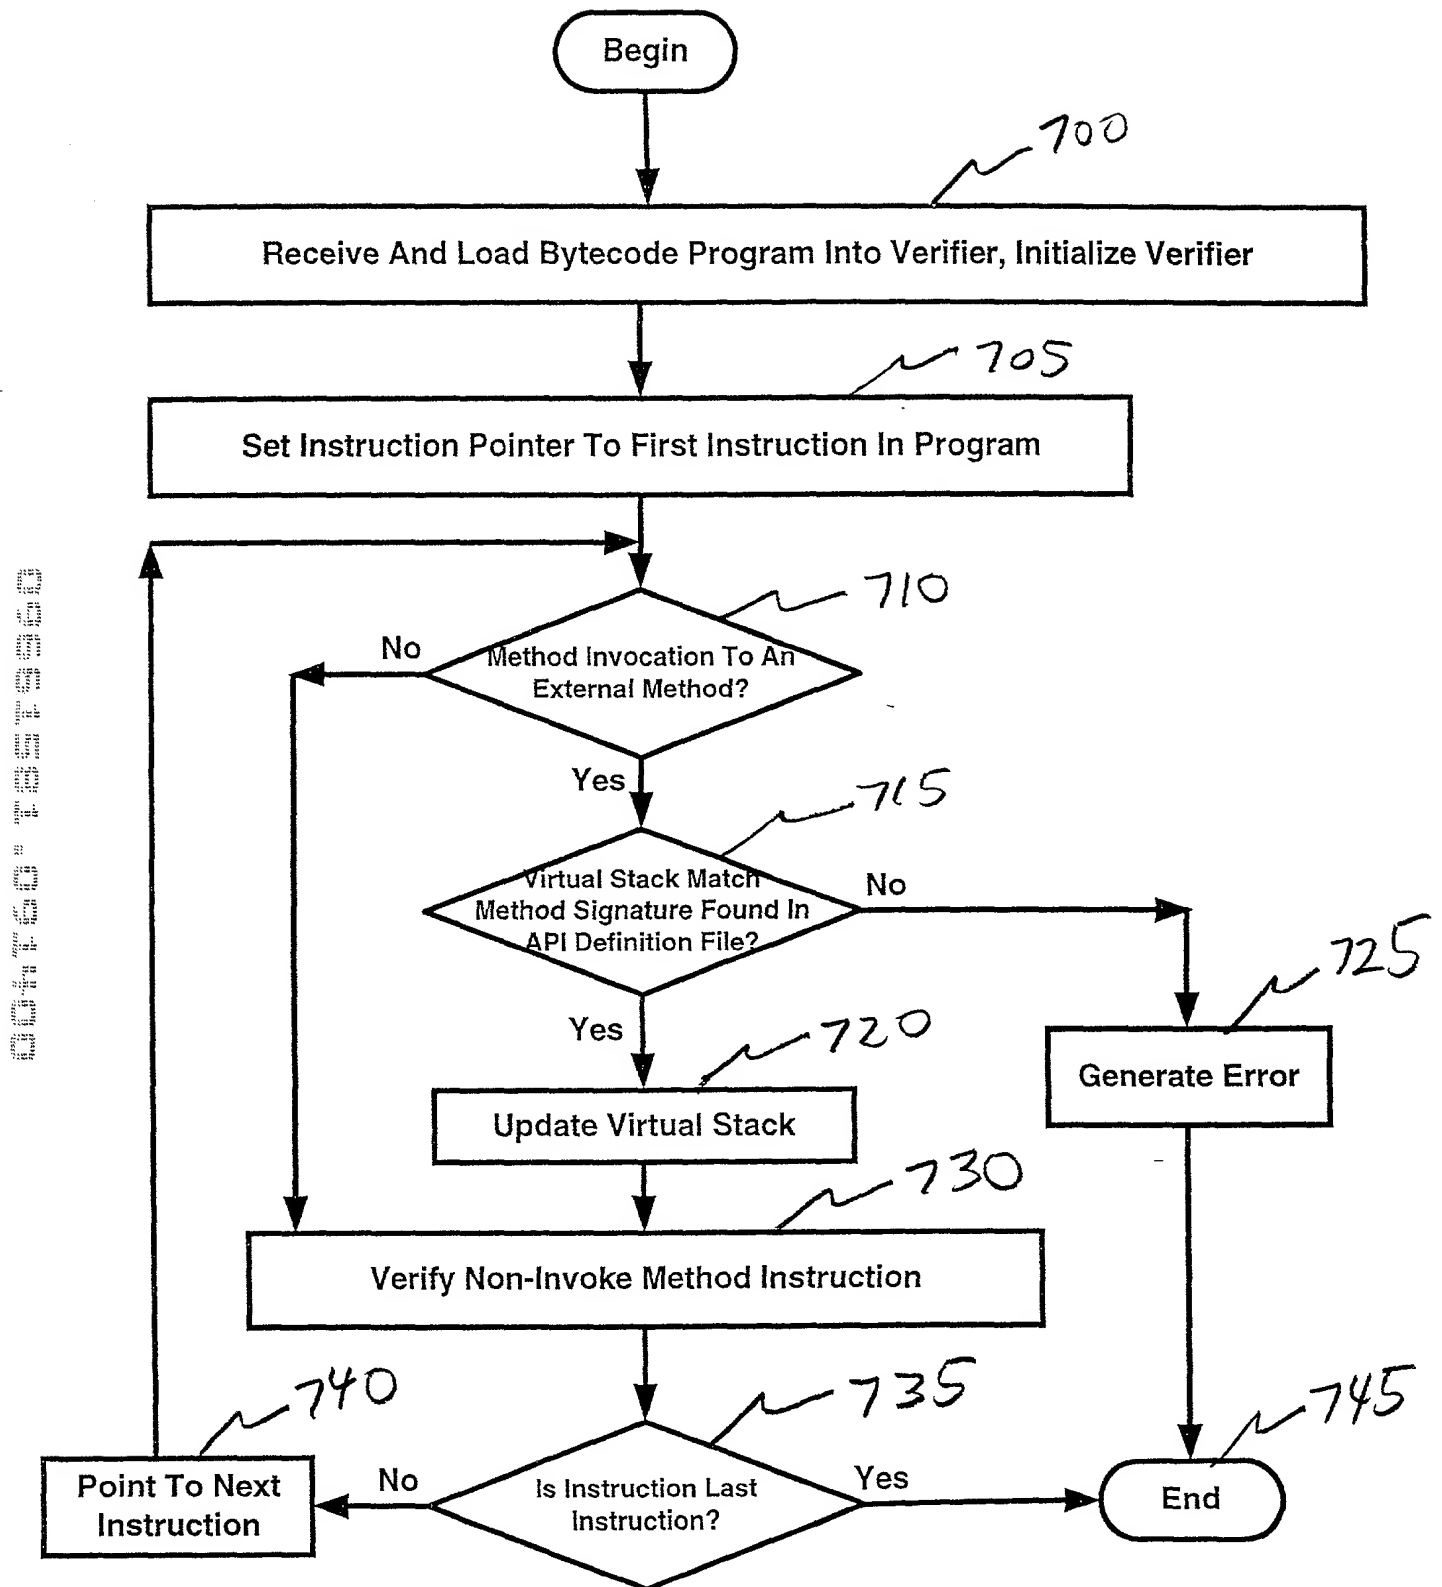 Begin
700
Receive And Load Bytecode Program Into Verifier, Initialize Verifier
705
Set Instruction Pointer To First Instruction In Program
710
No
Method Invocation To An
External Method?
Yes
715
Virtual Stack Match
Method Signature Found In
API Definition File?
No
725
Yes
720
Generate Error
Update Virtual Stack
730
Verify Non-Invoke Method Instruction
740
735
745
Point To Next
Instruction
No
Is Instruction Last
Instruction?
Yes
End